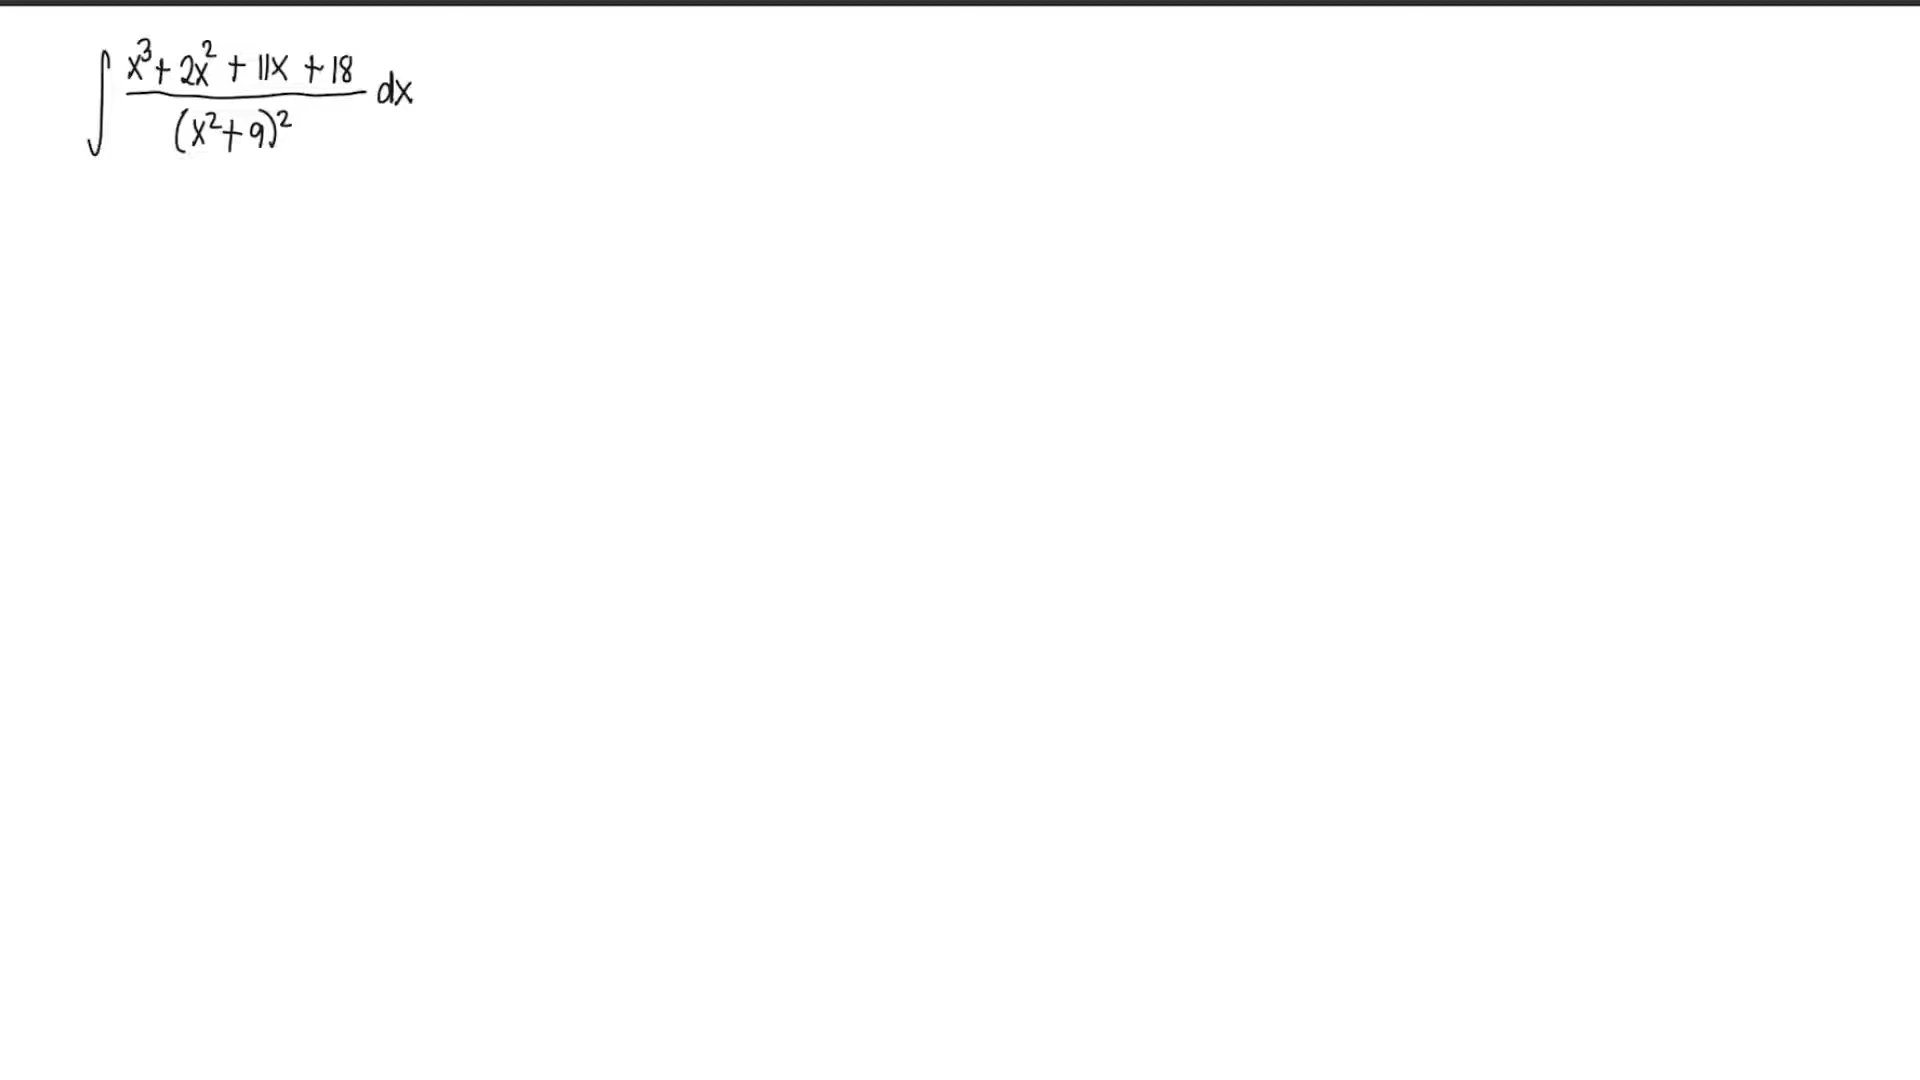 ∫ (x³ + 2x² + 11x + 18)/(x² + 9)² dx